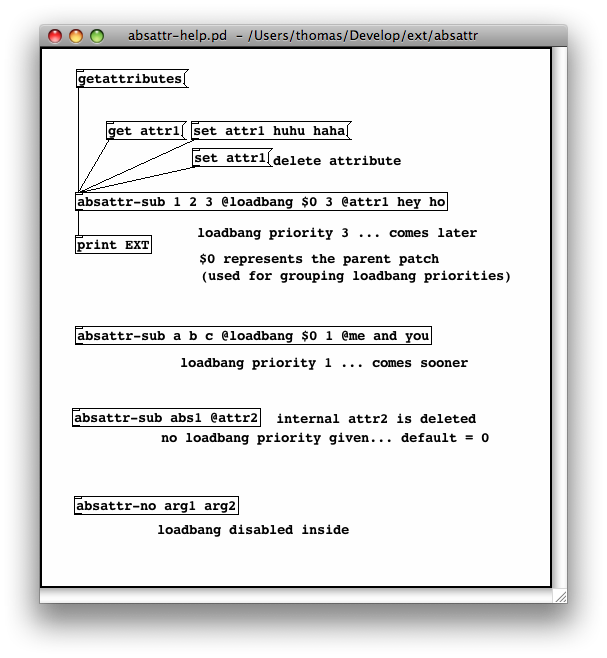 absattr-help.pd - /Users/thomas/Develop/ext/absattr
getattributes
get attr1
set attr1 huhu haha
set attr1
delete attribute
absattr-sub 1 2 3 @loadbang $0 3 @attr1 hey ho
loadbang priority 3 ... comes later
print EXT
$0 represents the parent patch
(used for grouping loadbang priorities)
absattr-sub a b c @loadbang $0 1 @me and you
loadbang priority 1 ... comes sooner
absattr-sub abs1 @attr2
internal attr2 is deleted
no loadbang priority given... default = 0
absattr-no arg1 arg2
loadbang disabled inside